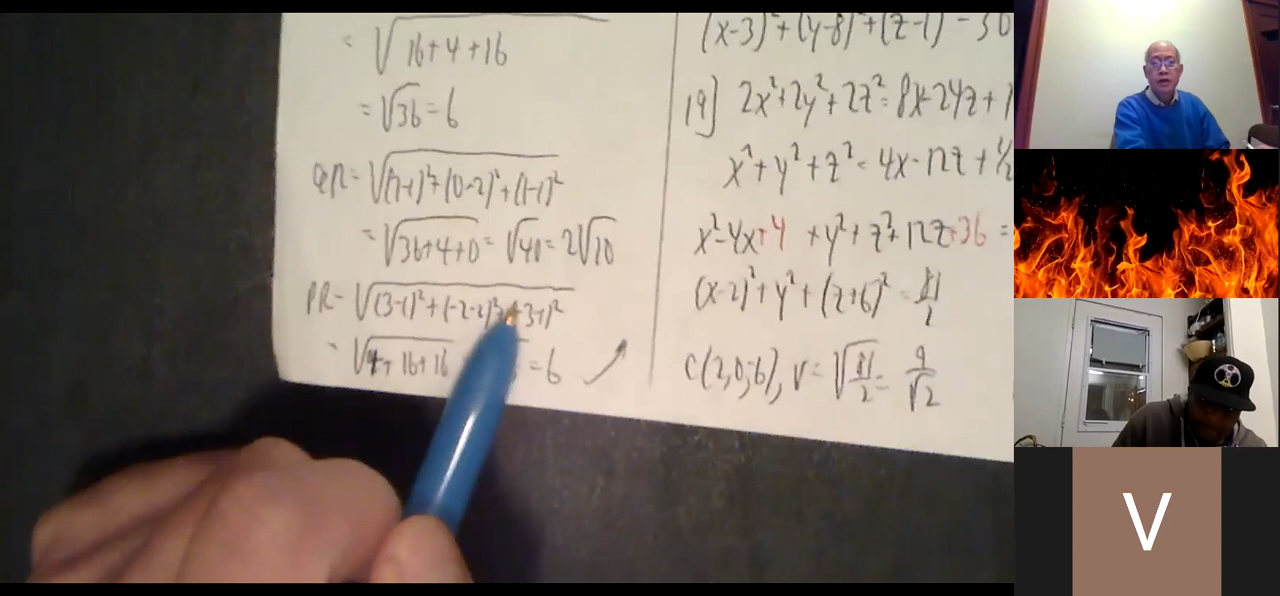 = √16+4+16
= √36 = 6
QR = √(7-1)²+(0-2)²+(1-1)²
= √36+4+0 = √40 = 2√10
PR = √(3-1)²+(-2-2)²+
= √4+16+16 = 6
(x-3)²+(y-8)²+(z-1)² = 30
19] 2x²+2y²+2z² = 8x-24z+1
x²+y²+z² = 4x-12z+1/2
x²-4x+4 +y²+z²+12z+36 =
(x-2)²+y²+(z+6)² = 81/2
C(2,0,-6), r = √81/2 = 9/√2
V